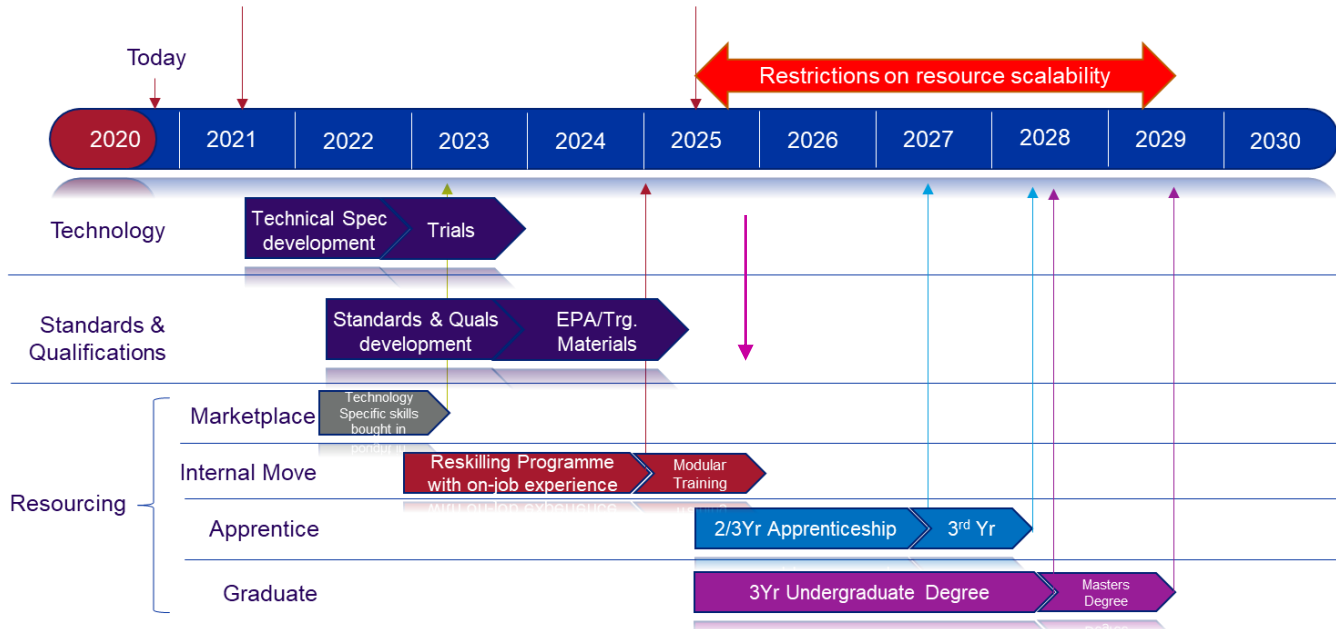 Today
Restrictions on resource scalability
2020 2021 2022 2023 2024 2025 2026 2027 2028 2029 2030
Technology
Technical Spec
development
Trials
Standards &
Qualifications
Standards & Quals
development
EPA/Trg.
Materials
Resourcing
Marketplace
Technology
Specific skills
bought in
Internal Move
Reskilling Programme
with on-job experience
Modular
Training
Apprentice
2/3Yr Apprenticeship
3rd Yr
Graduate
3Yr Undergraduate Degree
Masters
Degree